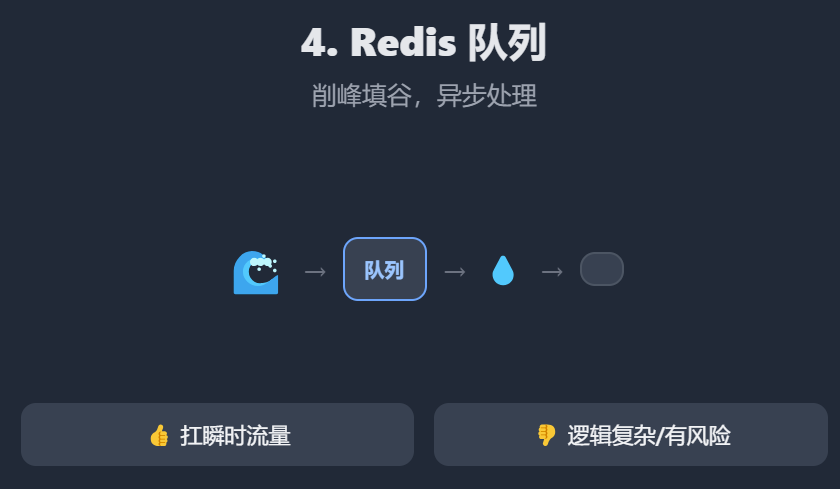 4. Redis 队列
削峰填谷，异步处理
→ 队列 → →
👍 扛瞬时流量
👎 逻辑复杂/有风险